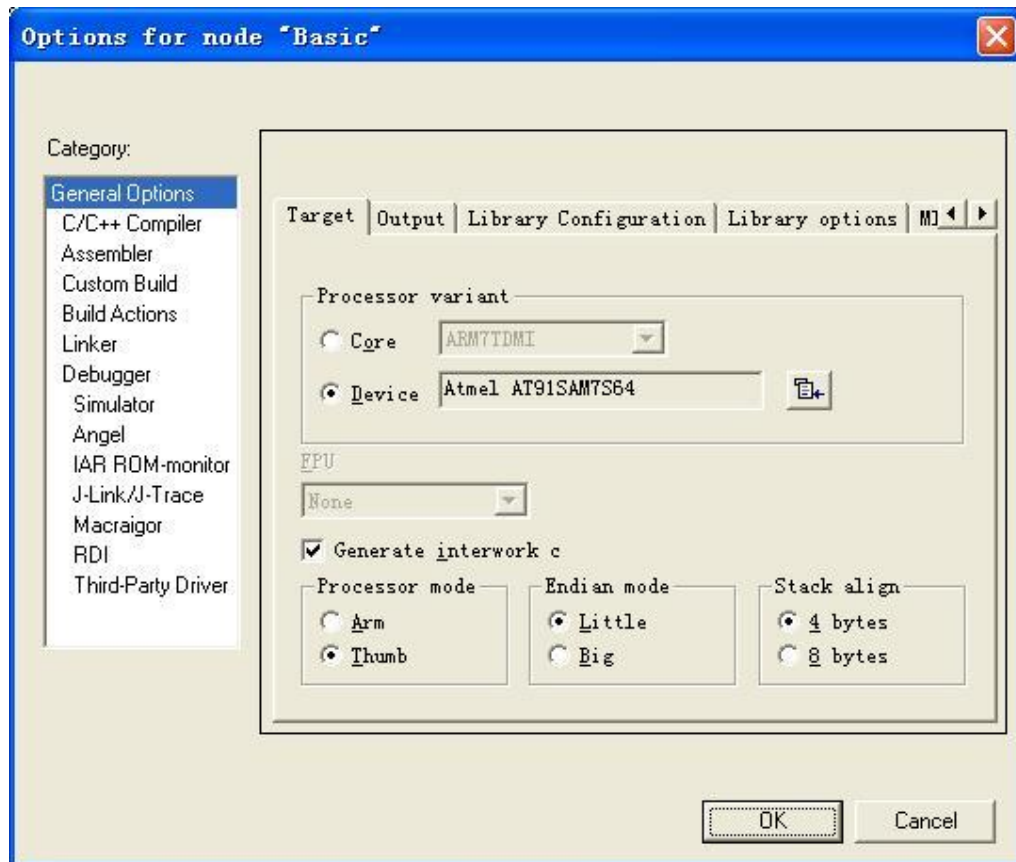 Options for node "Basic"
Category:
General Options
C/C++ Compiler
Assembler
Custom Build
Build Actions
Linker
Debugger
Simulator
Angel
IAR ROM-monitor
J-Link/J-Trace
Macraigor
RDI
Third-Party Driver
Target Output Library Configuration Library options MI
Processor variant
Core ARM7TDMI
Device Atmel AT91SAM7S64
FPU
None
Generate interwork c
Processor mode Endian mode Stack align
Arm Little 4 bytes
Thumb Big 8 bytes
OK Cancel